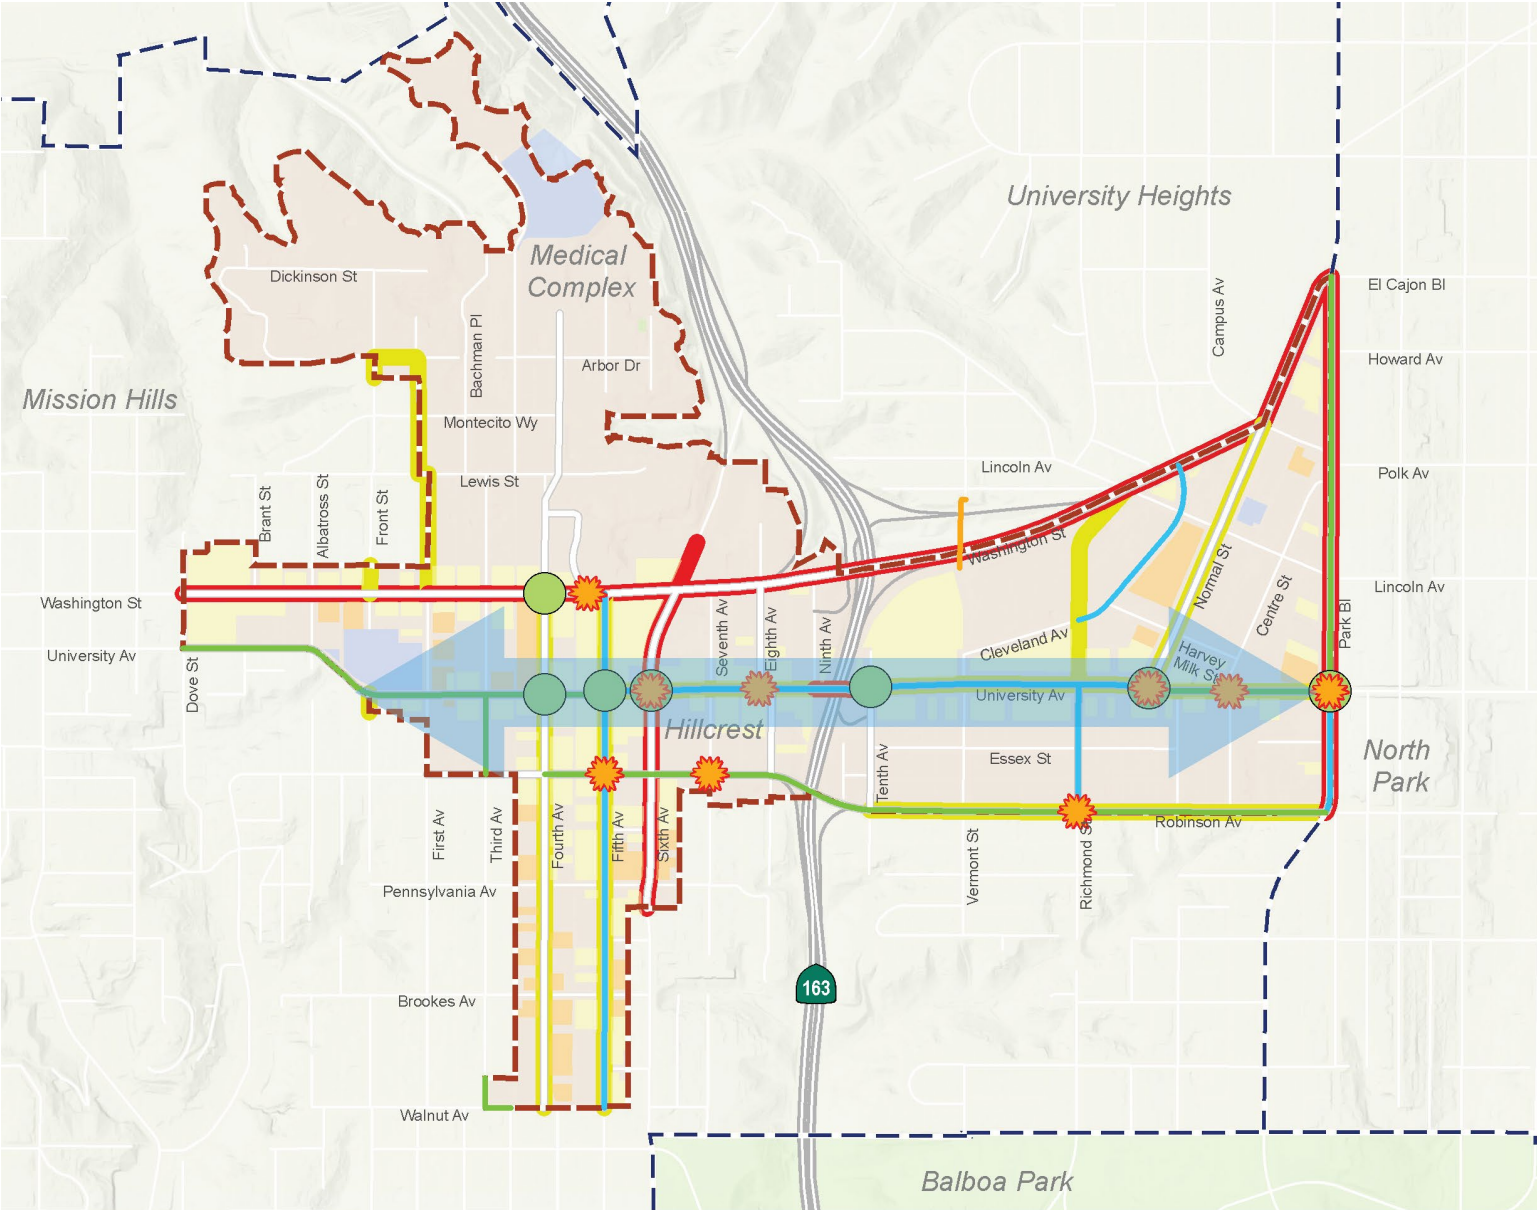 University Heights
Medical
Complex
Dickinson St
Campus Av
El Cajon Bl
Bachman Pl
Arbor Dr
Howard Av
Mission Hills
Montecito Wy
Lincoln Av
Polk Av
Lewis St
Brant St
Albatross St
Front St
Washington St
Normal St
Centre St
Lincoln Av
Washington St
Park Bl
Seventh Av
Eighth Av
Ninth Av
Cleveland Av
University Av
Dove St
Harvey
Milk St
University Av
Hillcrest
Essex St
North
Park
Tenth Av
First Av
Third Av
Fourth Av
Fifth Av
Sixth Av
Robinson Av
Vermont St
Richmond St
Pennsylvania Av
163
Brookes Av
Walnut Av
Balboa Park